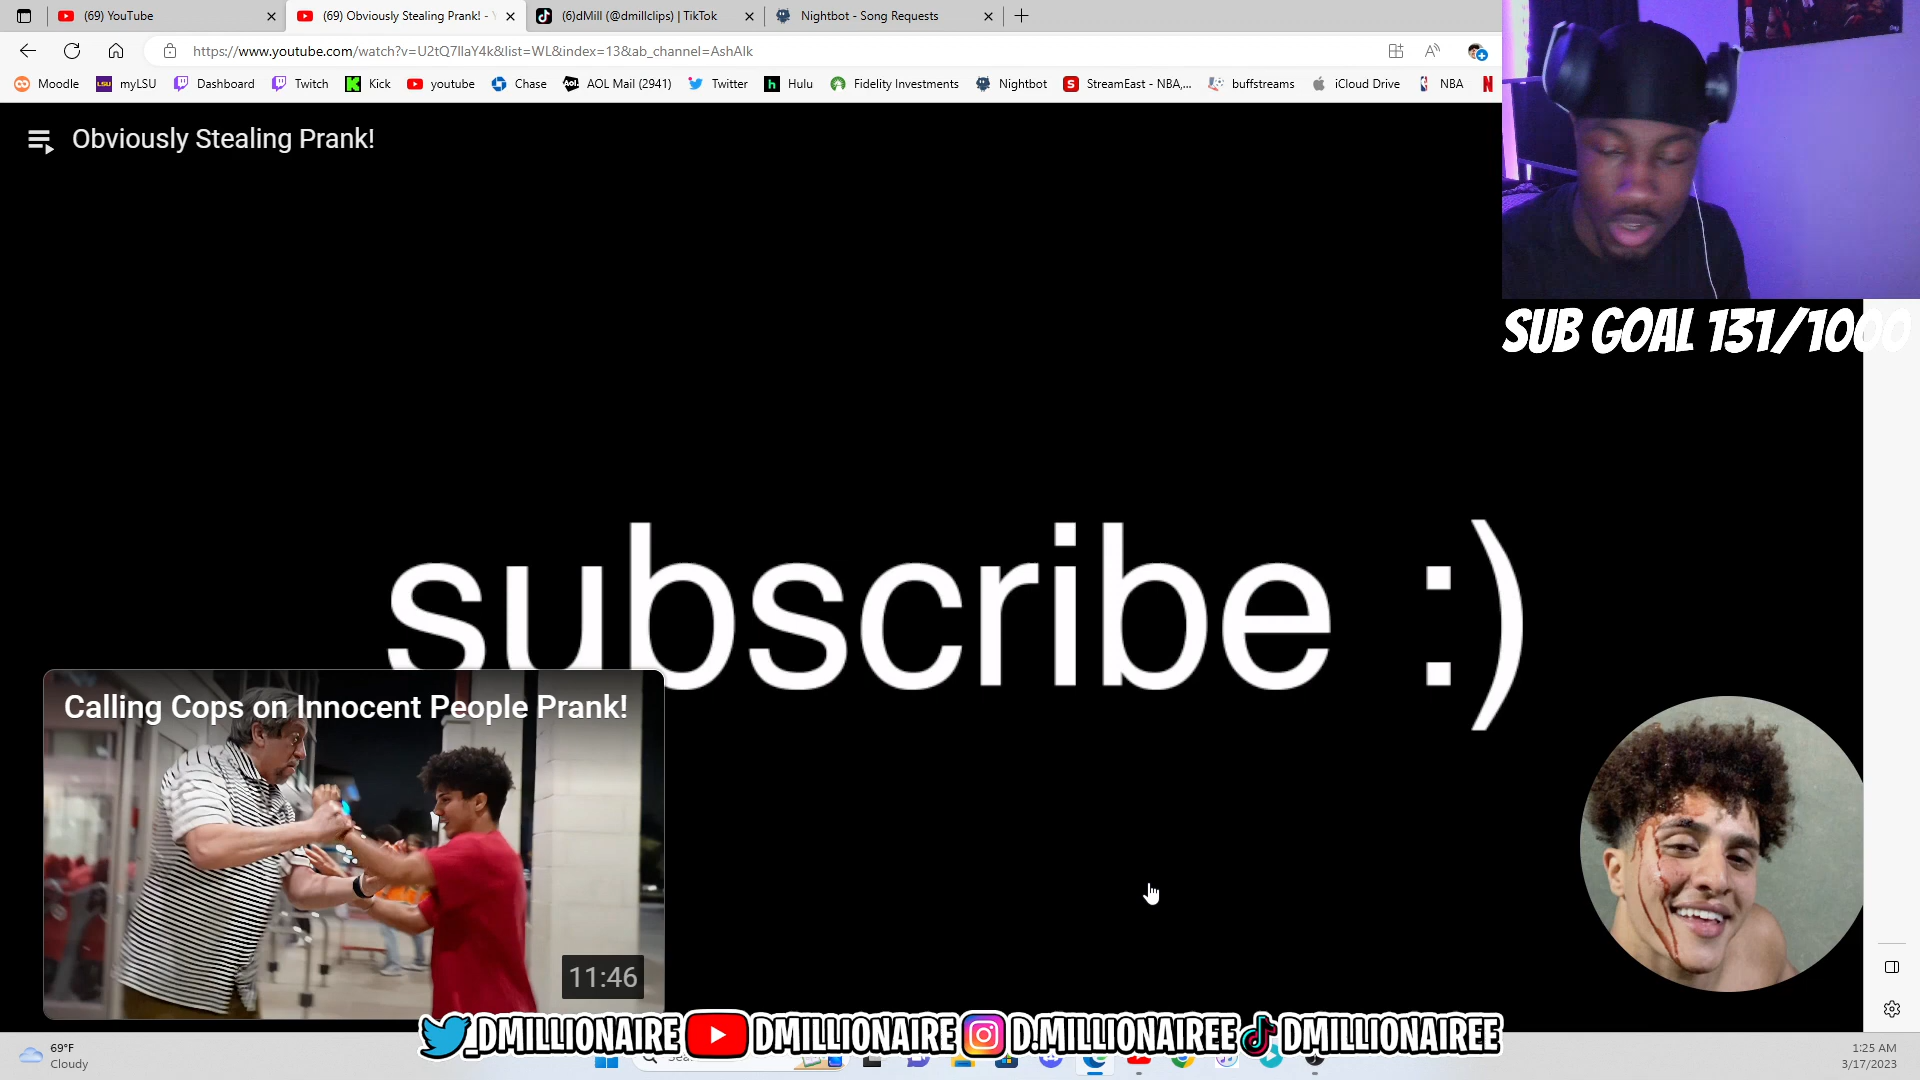 (69) YouTube
(69) Obviously Stealing Prank! -
(6)dMill (@dmillclips) | TikTok
Nightbot - Song Requests
https://www.youtube.com/watch?v=U2tQ7lIaY4k&list=WL&index=13&ab_channel=AshAlk
Moodle
myLSU
Dashboard
Twitch
Kick
youtube
Chase
AOL Mail (2941)
Twitter
Hulu
Fidelity Investments
Nightbot
StreamEast - NBA,...
buffstreams
iCloud Drive
NBA
Obviously Stealing Prank!
SUB GOAL 131/1000
subscribe :)
Calling Cops on Innocent People Prank!
11:46
_DMILLIONAIRE
DMILLIONAIRE
D.MILLIONAIREE
DMILLIONAIREE
69°F
Cloudy
1:25 AM
3/17/2023